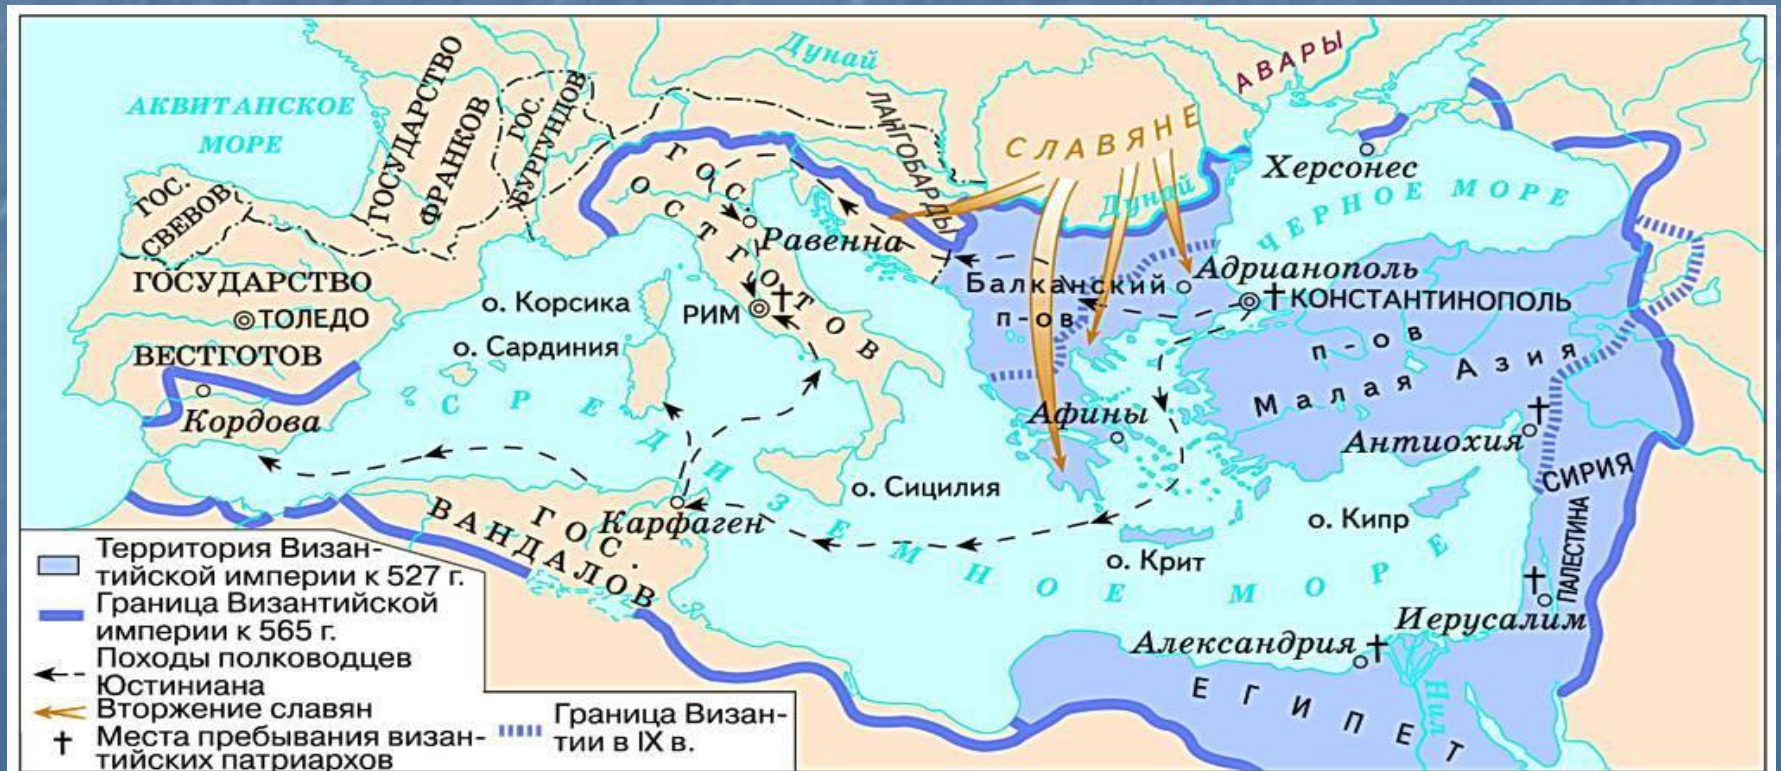 Дунай
АВАРЫ
АКВИТАНСКОЕ
МОРЕ
ГОСУДАРСТВО
ФРАНКОВ
ГОС.
БУРГУНДОВ
ЛАНГОБАРДЫ
СЛАВЯНЕ
Херсонес
ГОС.
СВЕВОВ
ГОС.
ОСТГОТОВ
Дунай
ЧЕРНОЕ МОРЕ
Равенна
ГОСУДАРСТВО
ВЕСТГОТОВ
ТОЛЕДО
о. Корсика
РИМ
Балканский
п-ов
Адрианополь
КОНСТАНТИНОПОЛЬ
о. Сардиния
п-ов
Малая Азия
Кордова
СРЕДИЗЕМНОЕ МОРЕ
Афины
Антиохия
СИРИЯ
о. Сицилия
Карфаген
ГОС.
ВАНДАЛОВ
о. Кипр
о. Крит
ПАЛЕСТИНА
Иерусалим
Александрия
ЕГИПЕТ
Нил
Территория Визан-
тийской империи к 527 г.
Граница Византийской
империи к 565 г.
Походы полководцев
Юстиниана
Вторжение славян
Места пребывания визан-
тийских патриархов
Граница Визан-
тии в IX в.